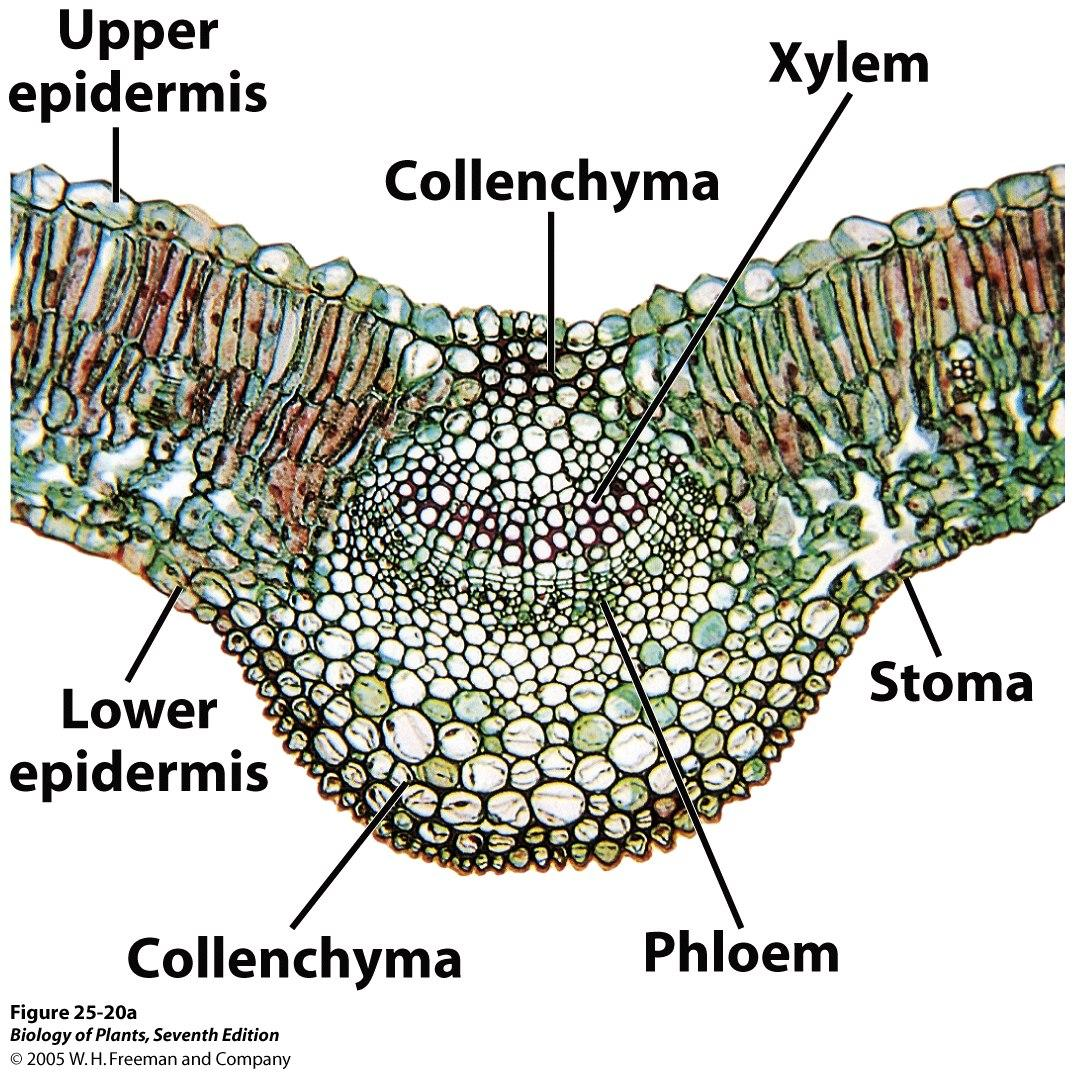 Upper
epidermis
Xylem
Collenchyma
Stoma
Lower
epidermis
Collenchyma
Phloem
Figure 25-20a
Biology of Plants, Seventh Edition
© 2005 W. H. Freeman and Company